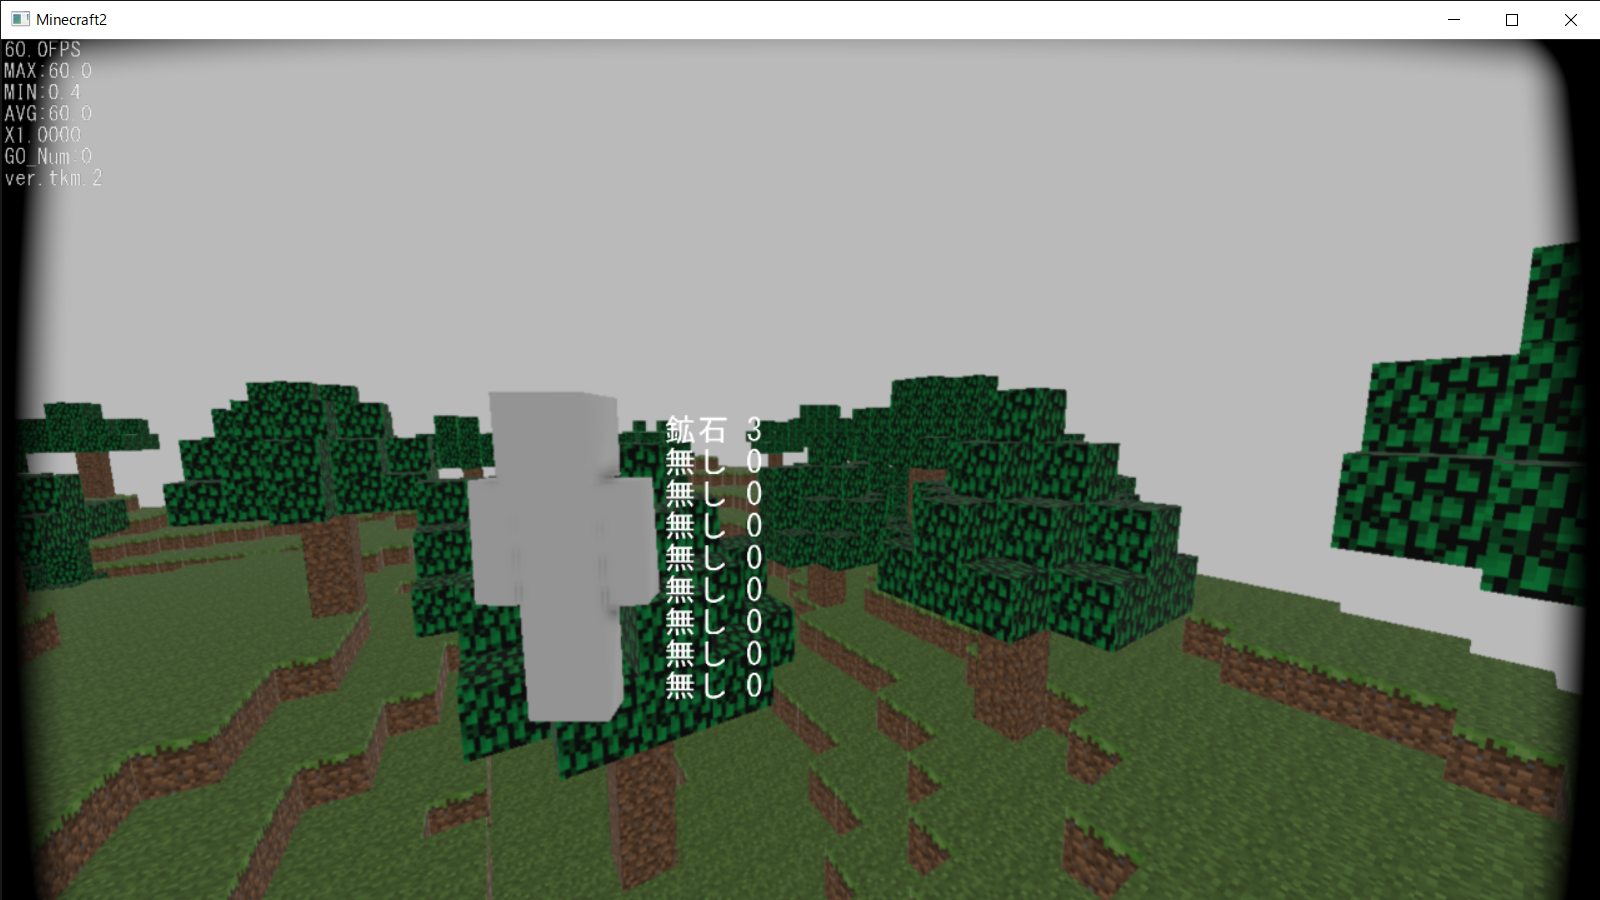 Minecraft2
60.0FPS
MAX:60.0
MIN:0.4
AVG:60.0
X1.0000
GO_Num:0
ver.tkm.2
鉱石 3
無し 0
無し 0
無し 0
無し 0
無し 0
無し 0
無し 0
無し 0